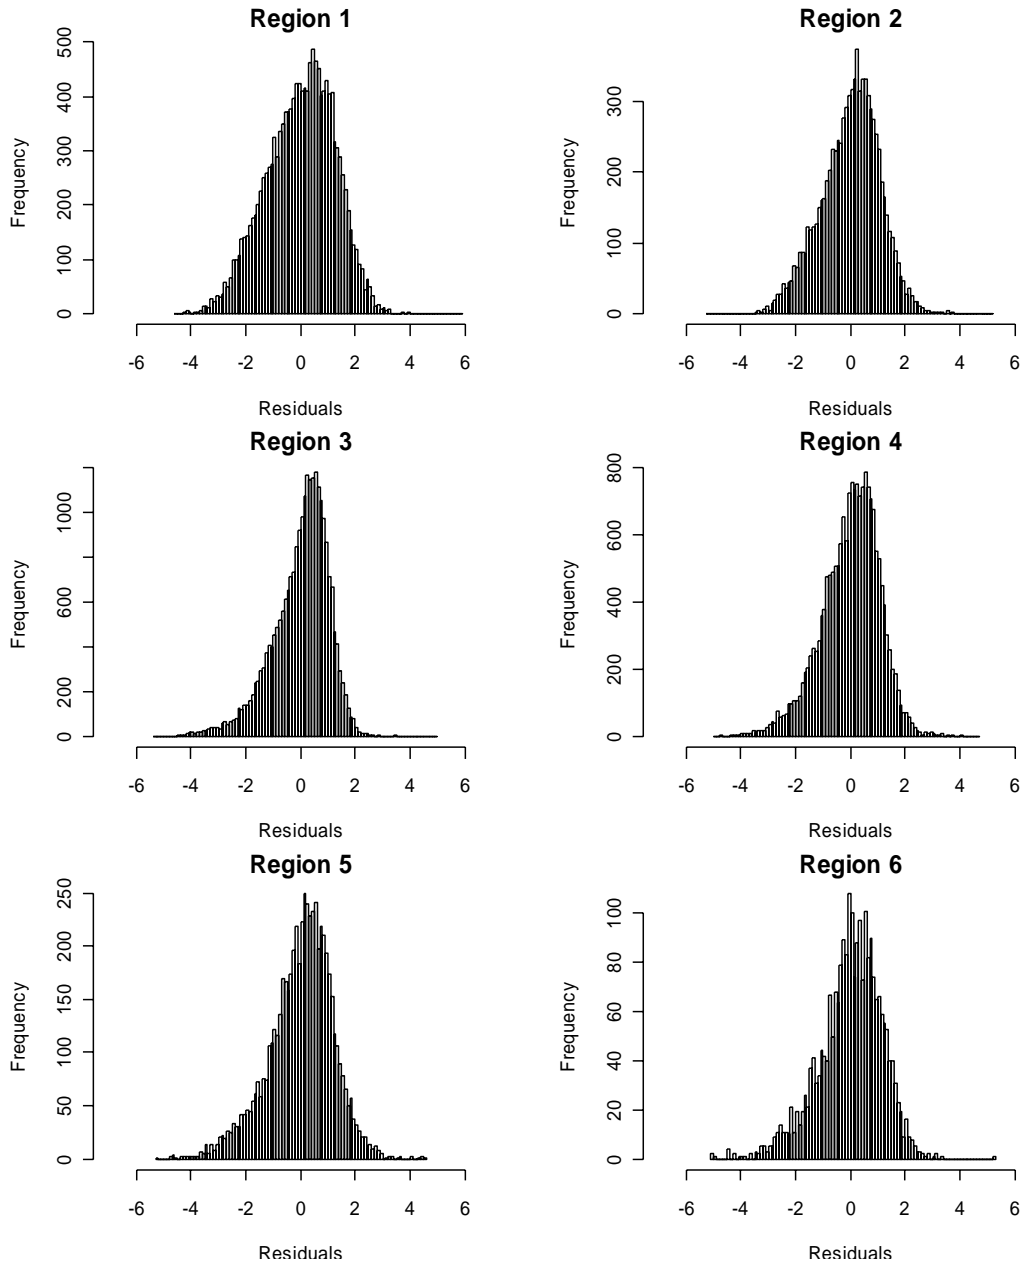 Region 1
Frequency
0 100 200 300 400 500
-6 -4 -2 0 2 4 6
Residuals
Region 2
Frequency
0 100 200 300
-6 -4 -2 0 2 4 6
Residuals
Region 3
Frequency
0 200 600 1000
-6 -4 -2 0 2 4 6
Residuals
Region 4
Frequency
0 200 400 600 800
-6 -4 -2 0 2 4 6
Residuals
Region 5
Frequency
0 50 100 150 200 250
-6 -4 -2 0 2 4 6
Residuals
Region 6
Frequency
0 20 40 60 80 100
-6 -4 -2 0 2 4 6
Residuals